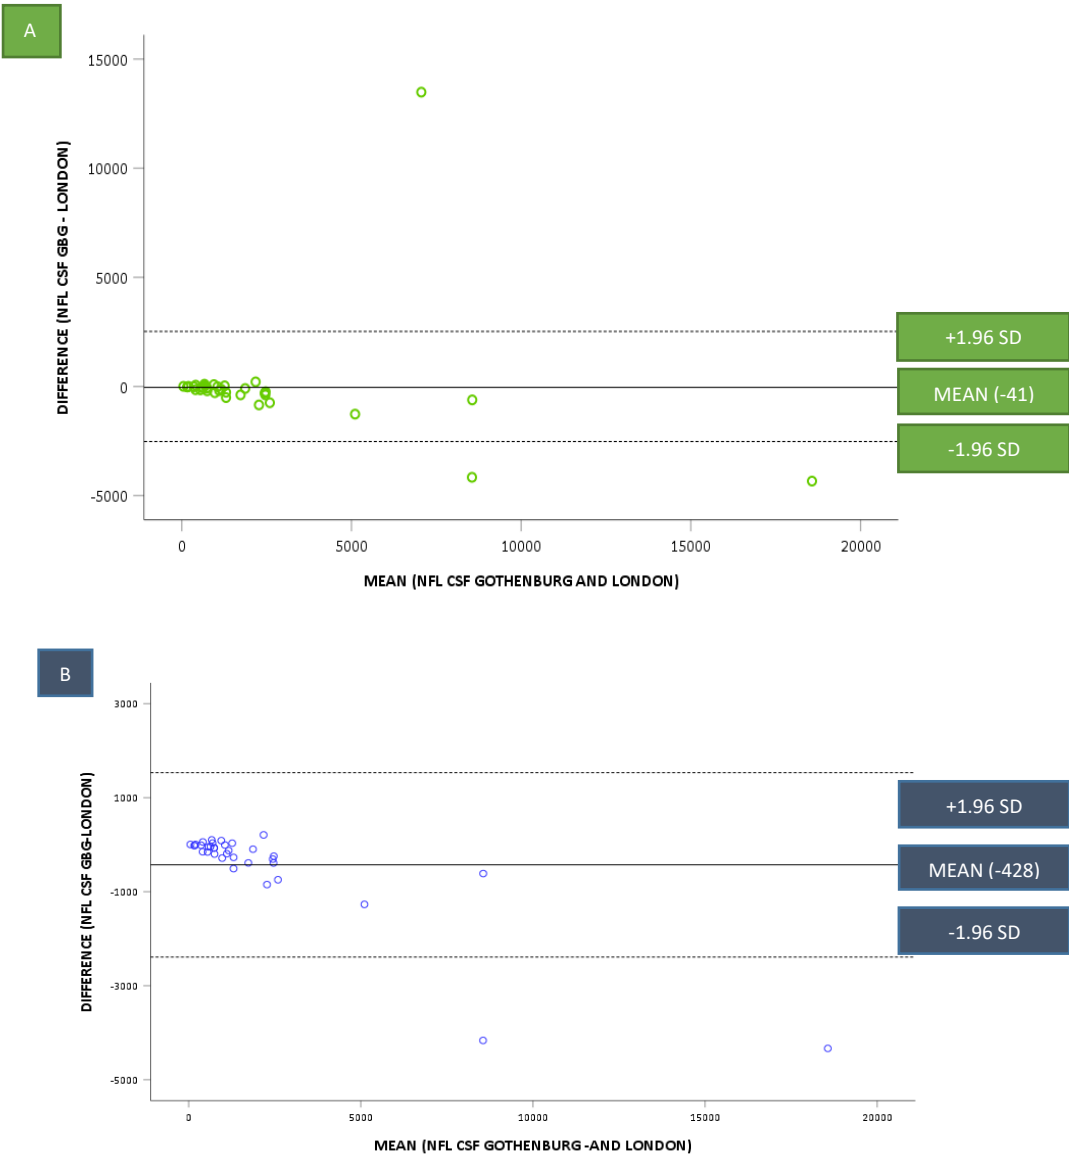 A
15000
10000
5000
0
-5000
DIFFERENCE (NFL CSF GBG - LONDON)
+1.96 SD
MEAN (-41)
-1.96 SD
0 5000 10000 15000 20000
MEAN (NFL CSF GOTHENBURG AND LONDON)
B
3000
1000
-1000
-3000
-5000
DIFFERENCE (NFL CSF GBG-LONDON)
+1.96 SD
MEAN (-428)
-1.96 SD
0 5000 10000 15000 20000
MEAN (NFL CSF GOTHENBURG -AND LONDON)